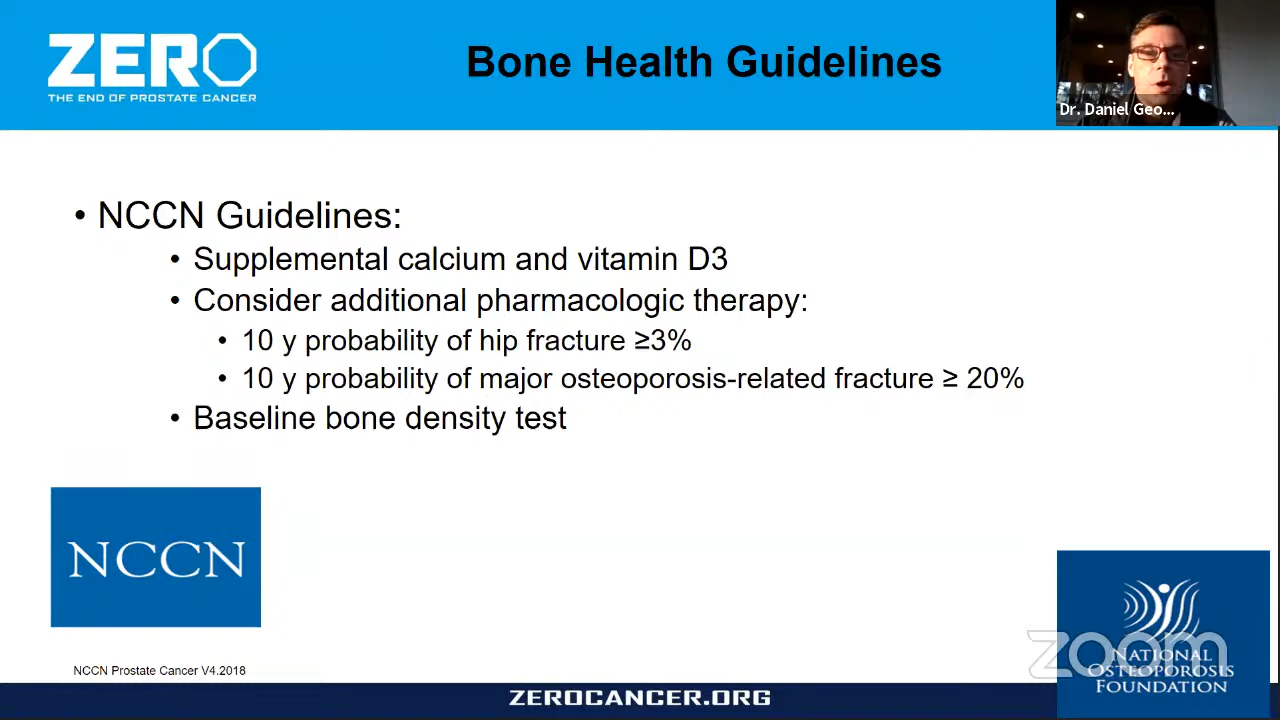 ZERO
THE END OF PROSTATE CANCER
Bone Health Guidelines
Dr. Daniel Geo...
• NCCN Guidelines:
• Supplemental calcium and vitamin D3
• Consider additional pharmacologic therapy:
• 10 y probability of hip fracture ≥3%
• 10 y probability of major osteoporosis-related fracture ≥ 20%
• Baseline bone density test
NCCN
zoom
NATIONAL
OSTEOPOROSIS
FOUNDATION
NCCN Prostate Cancer V4.2018
ZEROCANCER.ORG